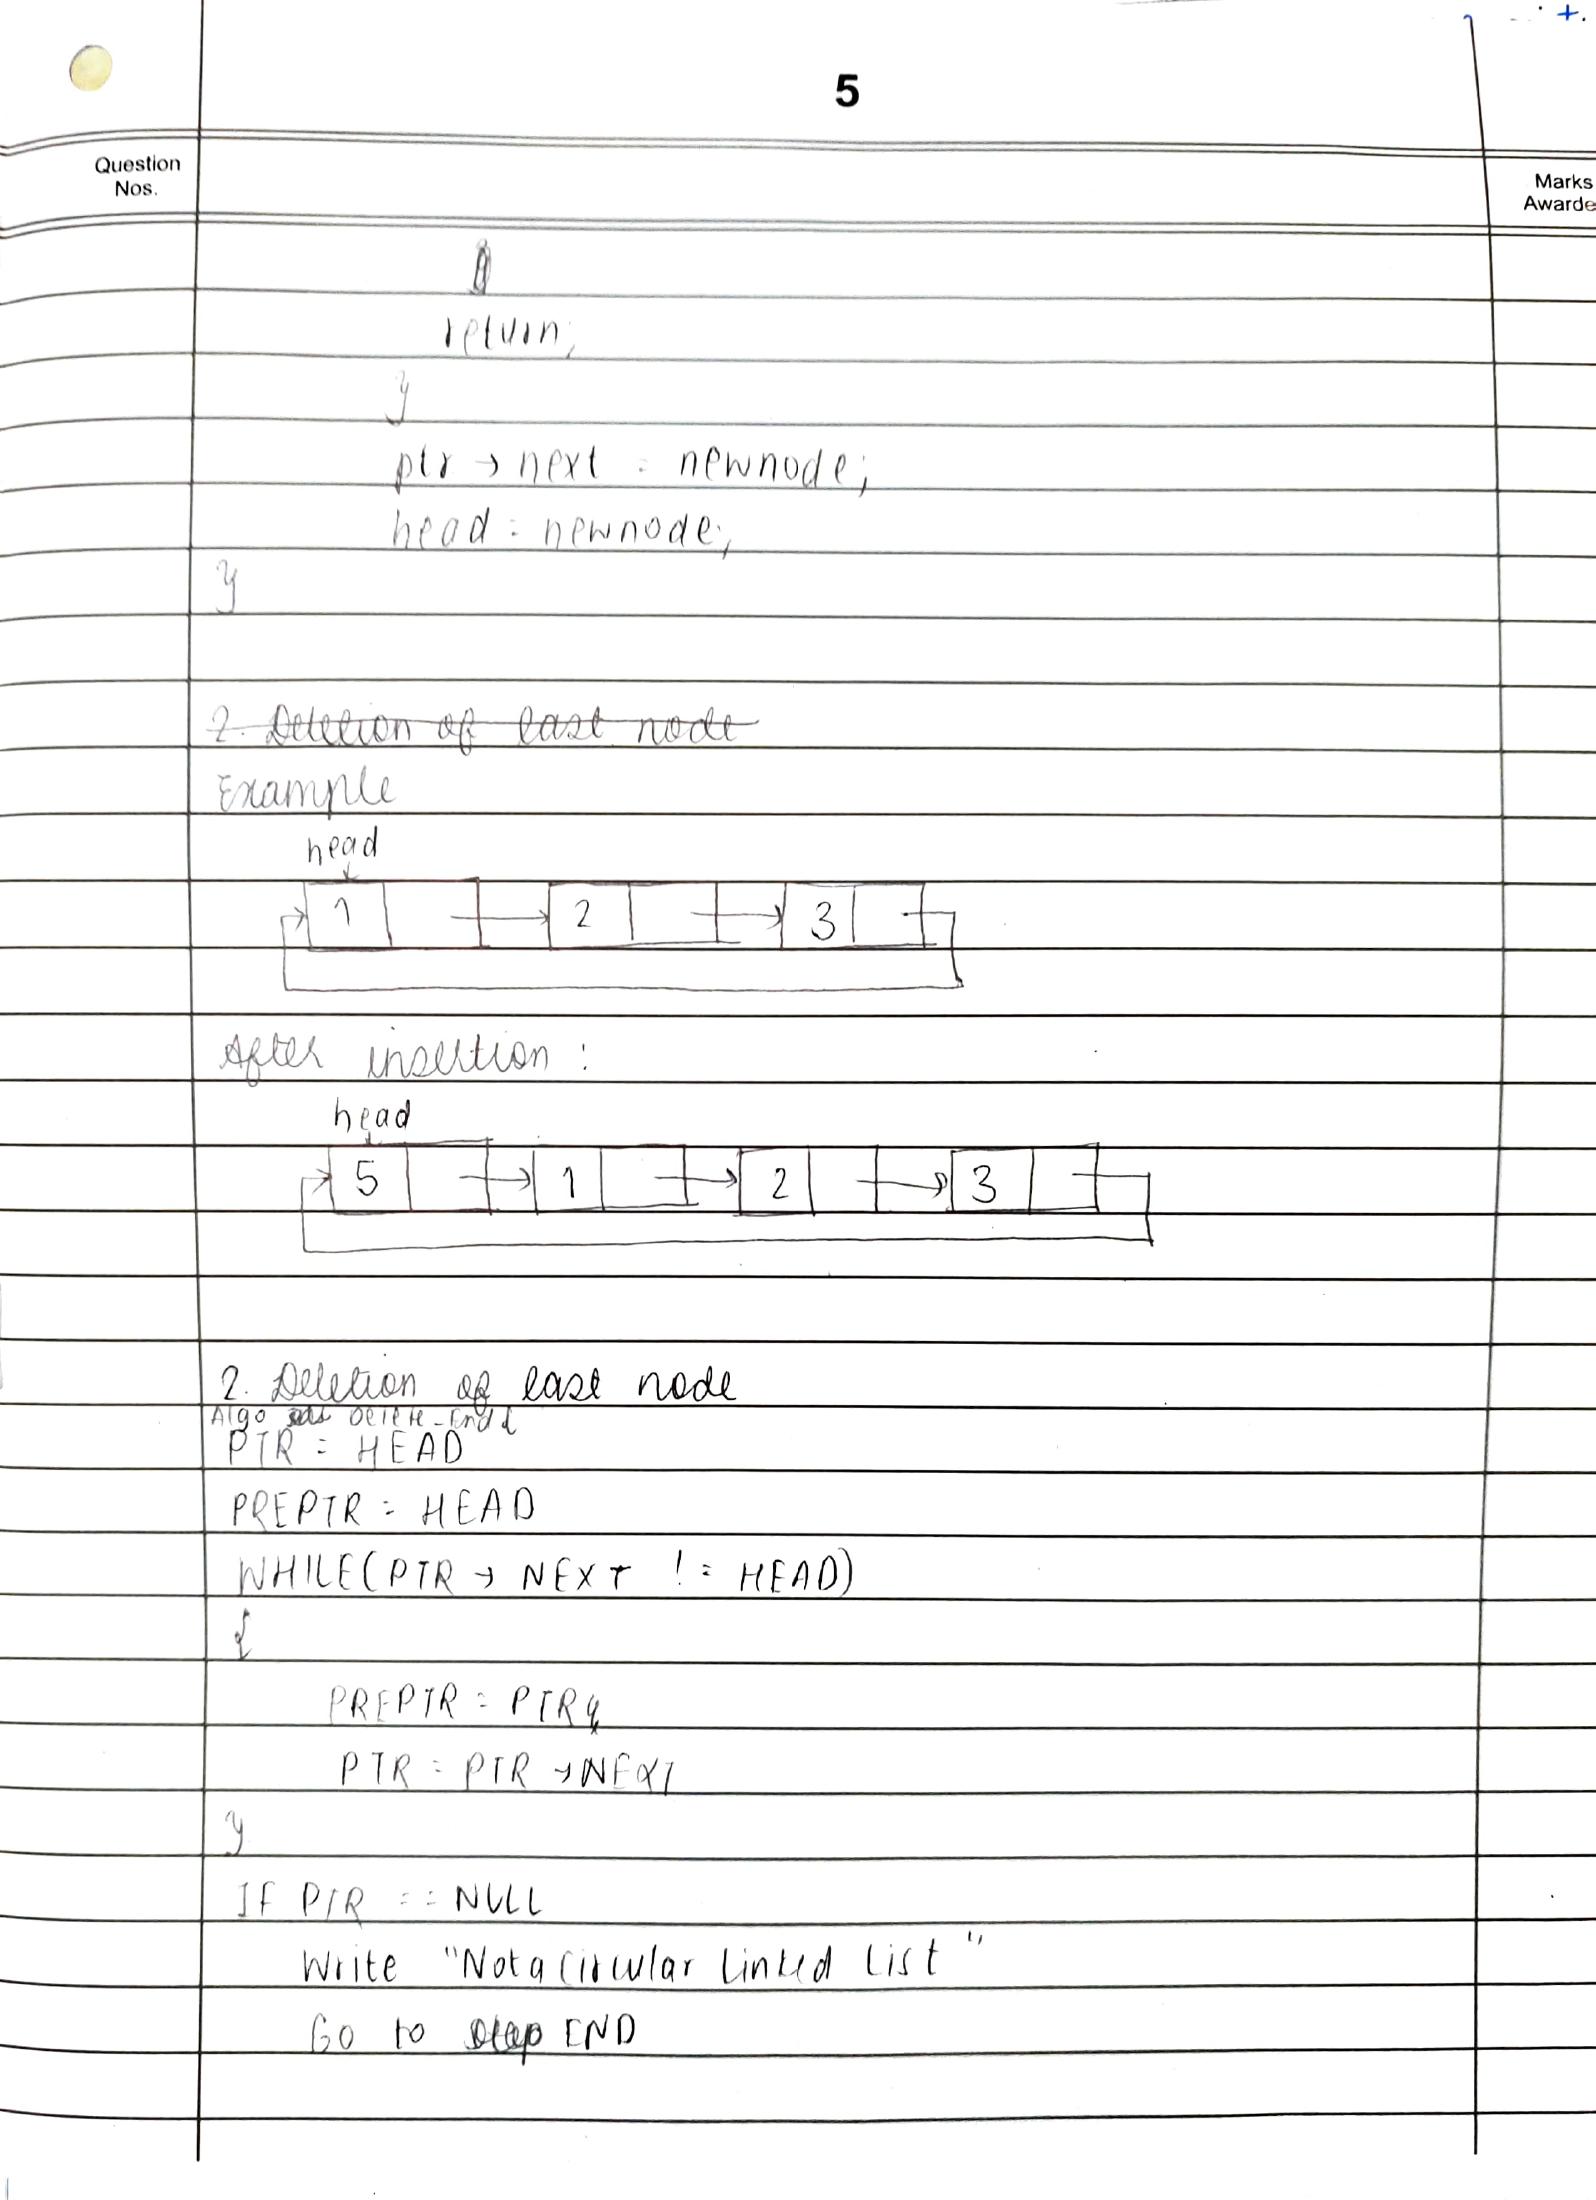 5
Question
Nos.
Marks
Awarde
return;
}
ptr → next = newnode;
head = newnode;
}
2. Deletion of last node
Example
head
1 2 3
After insertion :
head
5 1 2 3
2. Deletion of last node
Algo Delete_End {
PTR = HEAD
PREPTR = HEAD
WHILE(PTR → NEXT != HEAD)
{
PREPTR = PTR
PTR = PTR → NEXT
}
IF PTR == NULL
Write "Not a Circular Linked List"
Go to step END